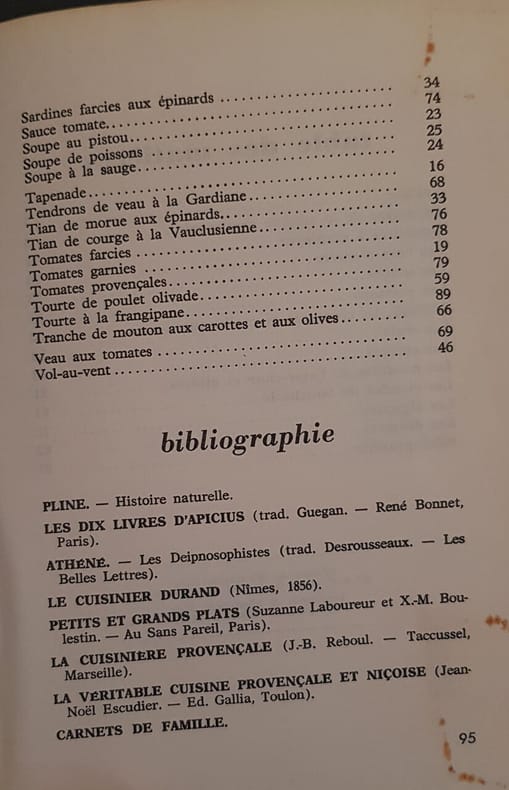 Sardines farcies aux épinards ........................ 34
Sauce tomate........................................ 74
Soupe au pistou..................................... 23
Soupe de poissons .................................. 25
Soupe à la sauge.................................... 24
Tapenade............................................ 16
Tendrons de veau à la Gardiane...................... 68
Tian de morue aux épinards.......................... 33
Tian de courge à la Vauclusienne.................... 76
Tomates farcies .................................... 78
Tomates garnies .................................... 19
Tomates provençales................................. 79
Tourte de poulet olivade............................ 59
Tourte à la frangipane.............................. 89
Tranche de mouton aux carottes et aux olives......... 66
Veau aux tomates ................................... 69
Vol-au-vent ........................................ 46
bibliographie
PLINE. — Histoire naturelle.
LES DIX LIVRES D'APICIUS (trad. Guegan. — René Bonnet,
Paris).
ATHÉNÉ. — Les Deipnosophistes (trad. Desrousseaux. — Les
Belles Lettres).
LE CUISINIER DURAND (Nîmes, 1856).
PETITS ET GRANDS PLATS (Suzanne Laboureur et X.-M. Bou-
lestin. — Au Sans Pareil, Paris).
LA CUISINIÈRE PROVENÇALE (J.-B. Reboul. — Taccussel,
Marseille).
LA VÉRITABLE CUISINE PROVENÇALE ET NIÇOISE (Jean-
Noël Escudier. — Ed. Gallia, Toulon).
CARNETS DE FAMILLE.
95